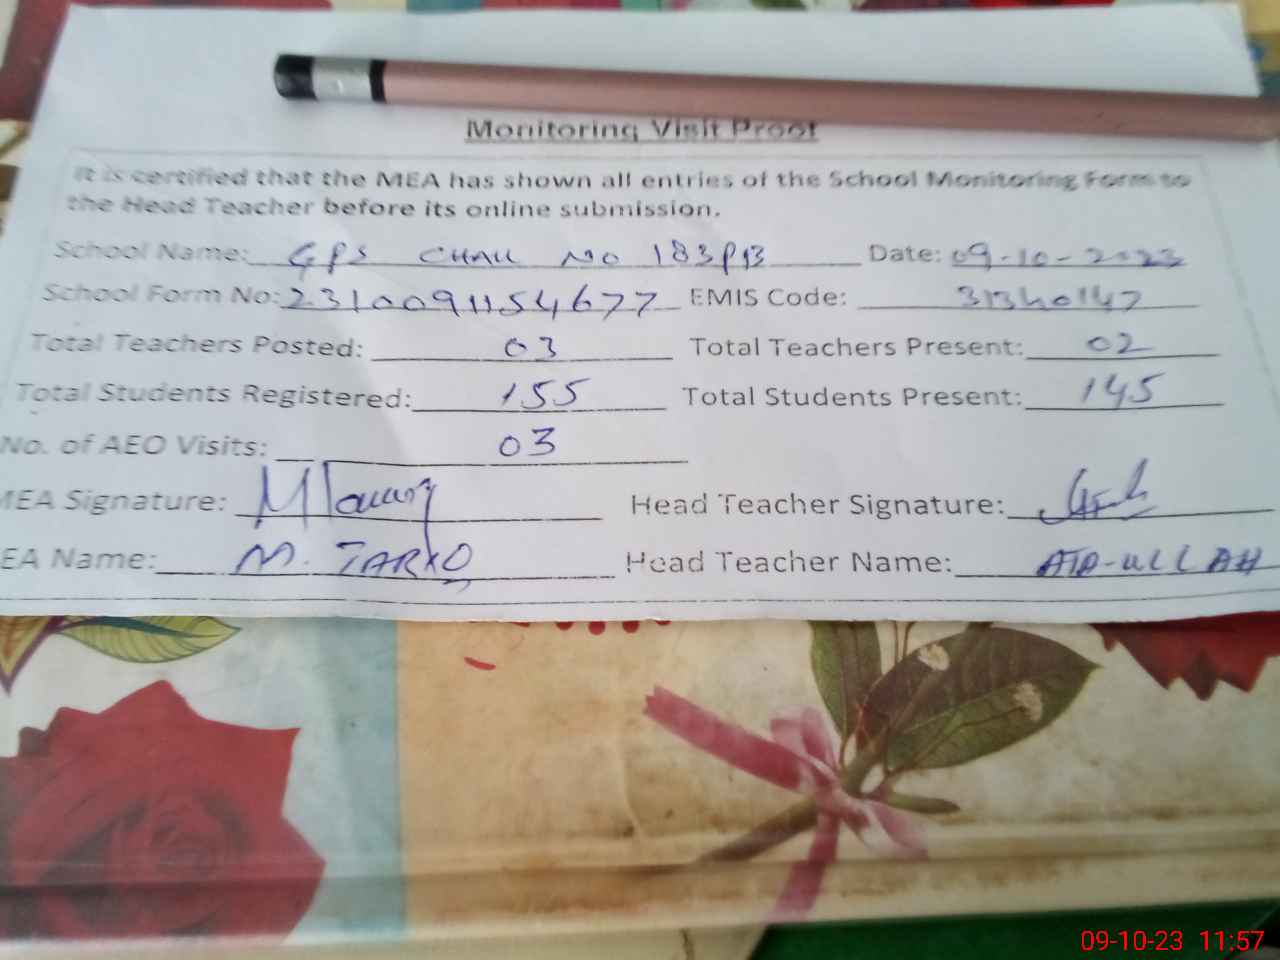 Monitoring Visit Proof
It is certified that the MEA has shown all entries of the School Monitoring Form to
the Head Teacher before its online submission.
School Name: GPS CHAK NO 183PB Date: 09-10-2023
School Form No: 2310091154677 EMIS Code: 31340147
Total Teachers Posted: 03 Total Teachers Present: 02
Total Students Registered: 155 Total Students Present: 145
No. of AEO Visits: 03
MEA Signature: Head Teacher Signature:
EA Name: M. TARIQ Head Teacher Name: ATA-ULLAH
09-10-23 11:57